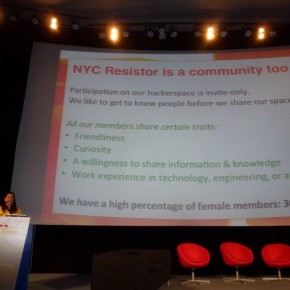 NYC Resistor is a community too
Participation on our hackerspace is invite-only.
We like to get to know people before we share our space
All our members share certain traits:
• Friendliness
• Curiosity
• A willingness to share information & knowledge
• Work experience in technology, engineering, or a
We have a high percentage of female members: 3